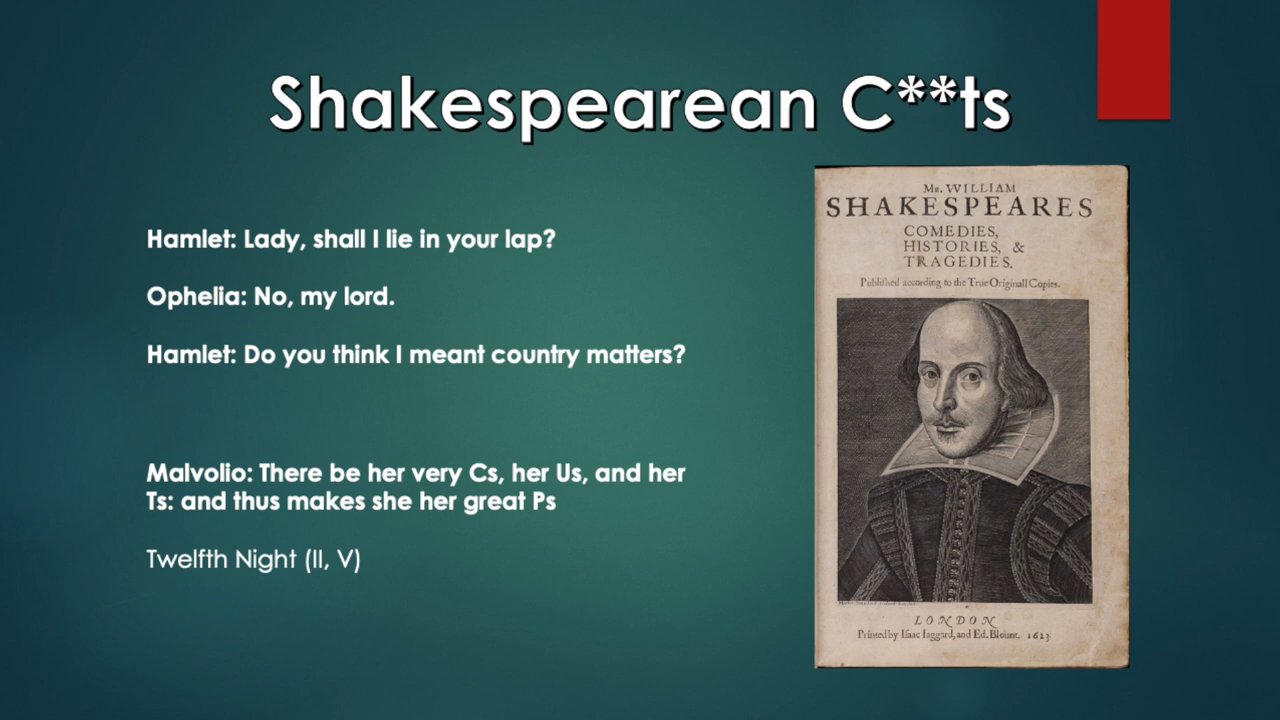 Shakespearean C**ts
Hamlet: Lady, shall I lie in your lap?
Ophelia: No, my lord.
Hamlet: Do you think I meant country matters?
Malvolio: There be her very Cs, her Us, and her
Ts: and thus makes she her great Ps
Twelfth Night (II, V)
Mr. WILLIAM
SHAKESPEARES
COMEDIES,
HISTORIES, &
TRAGEDIES.
Published according to the True Originall Copies.
LONDON
Printed by Isaac Iaggard, and Ed. Blount. 1623